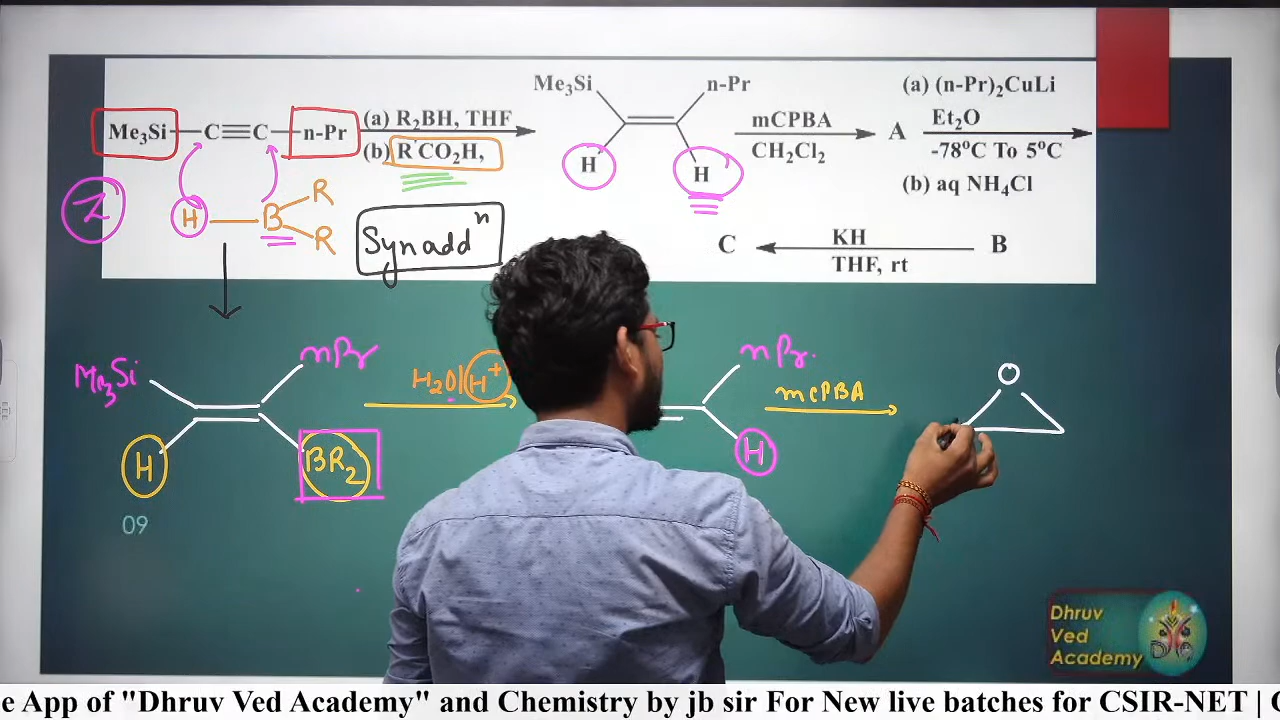 Me3Si—C≡C—n-Pr
(a) R2BH, THF
(b) R'CO2H,
Me3Si
n-Pr
H
H
mCPBA
CH2Cl2
A
(a) (n-Pr)2CuLi
Et2O
-78°C To 5°C
(b) aq NH4Cl
Z
H—B
R
R
Syn addn
C
KH
THF, rt
B
Me3Si
nPr
H
BR2
H2O/H+
nPr.
H
mcPBA
O
09
Dhruv
Ved
Academy
e App of "Dhruv Ved Academy" and Chemistry by jb sir For New live batches for CSIR-NET |